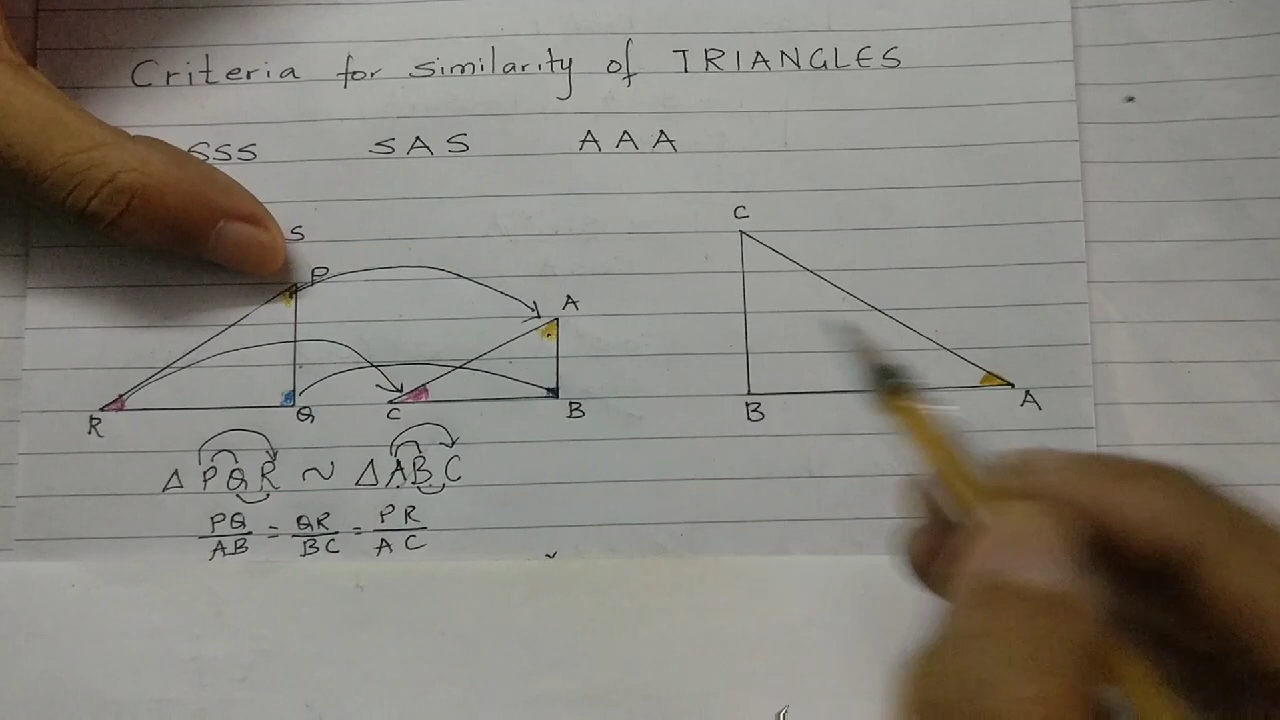 Criteria for similarity of TRIANGLES
SSS SAS AAA
S
P
R
Q
C
A
B
C
B
A
Δ PQR ~ Δ ABC
PQ/AB = QR/BC = PR/AC